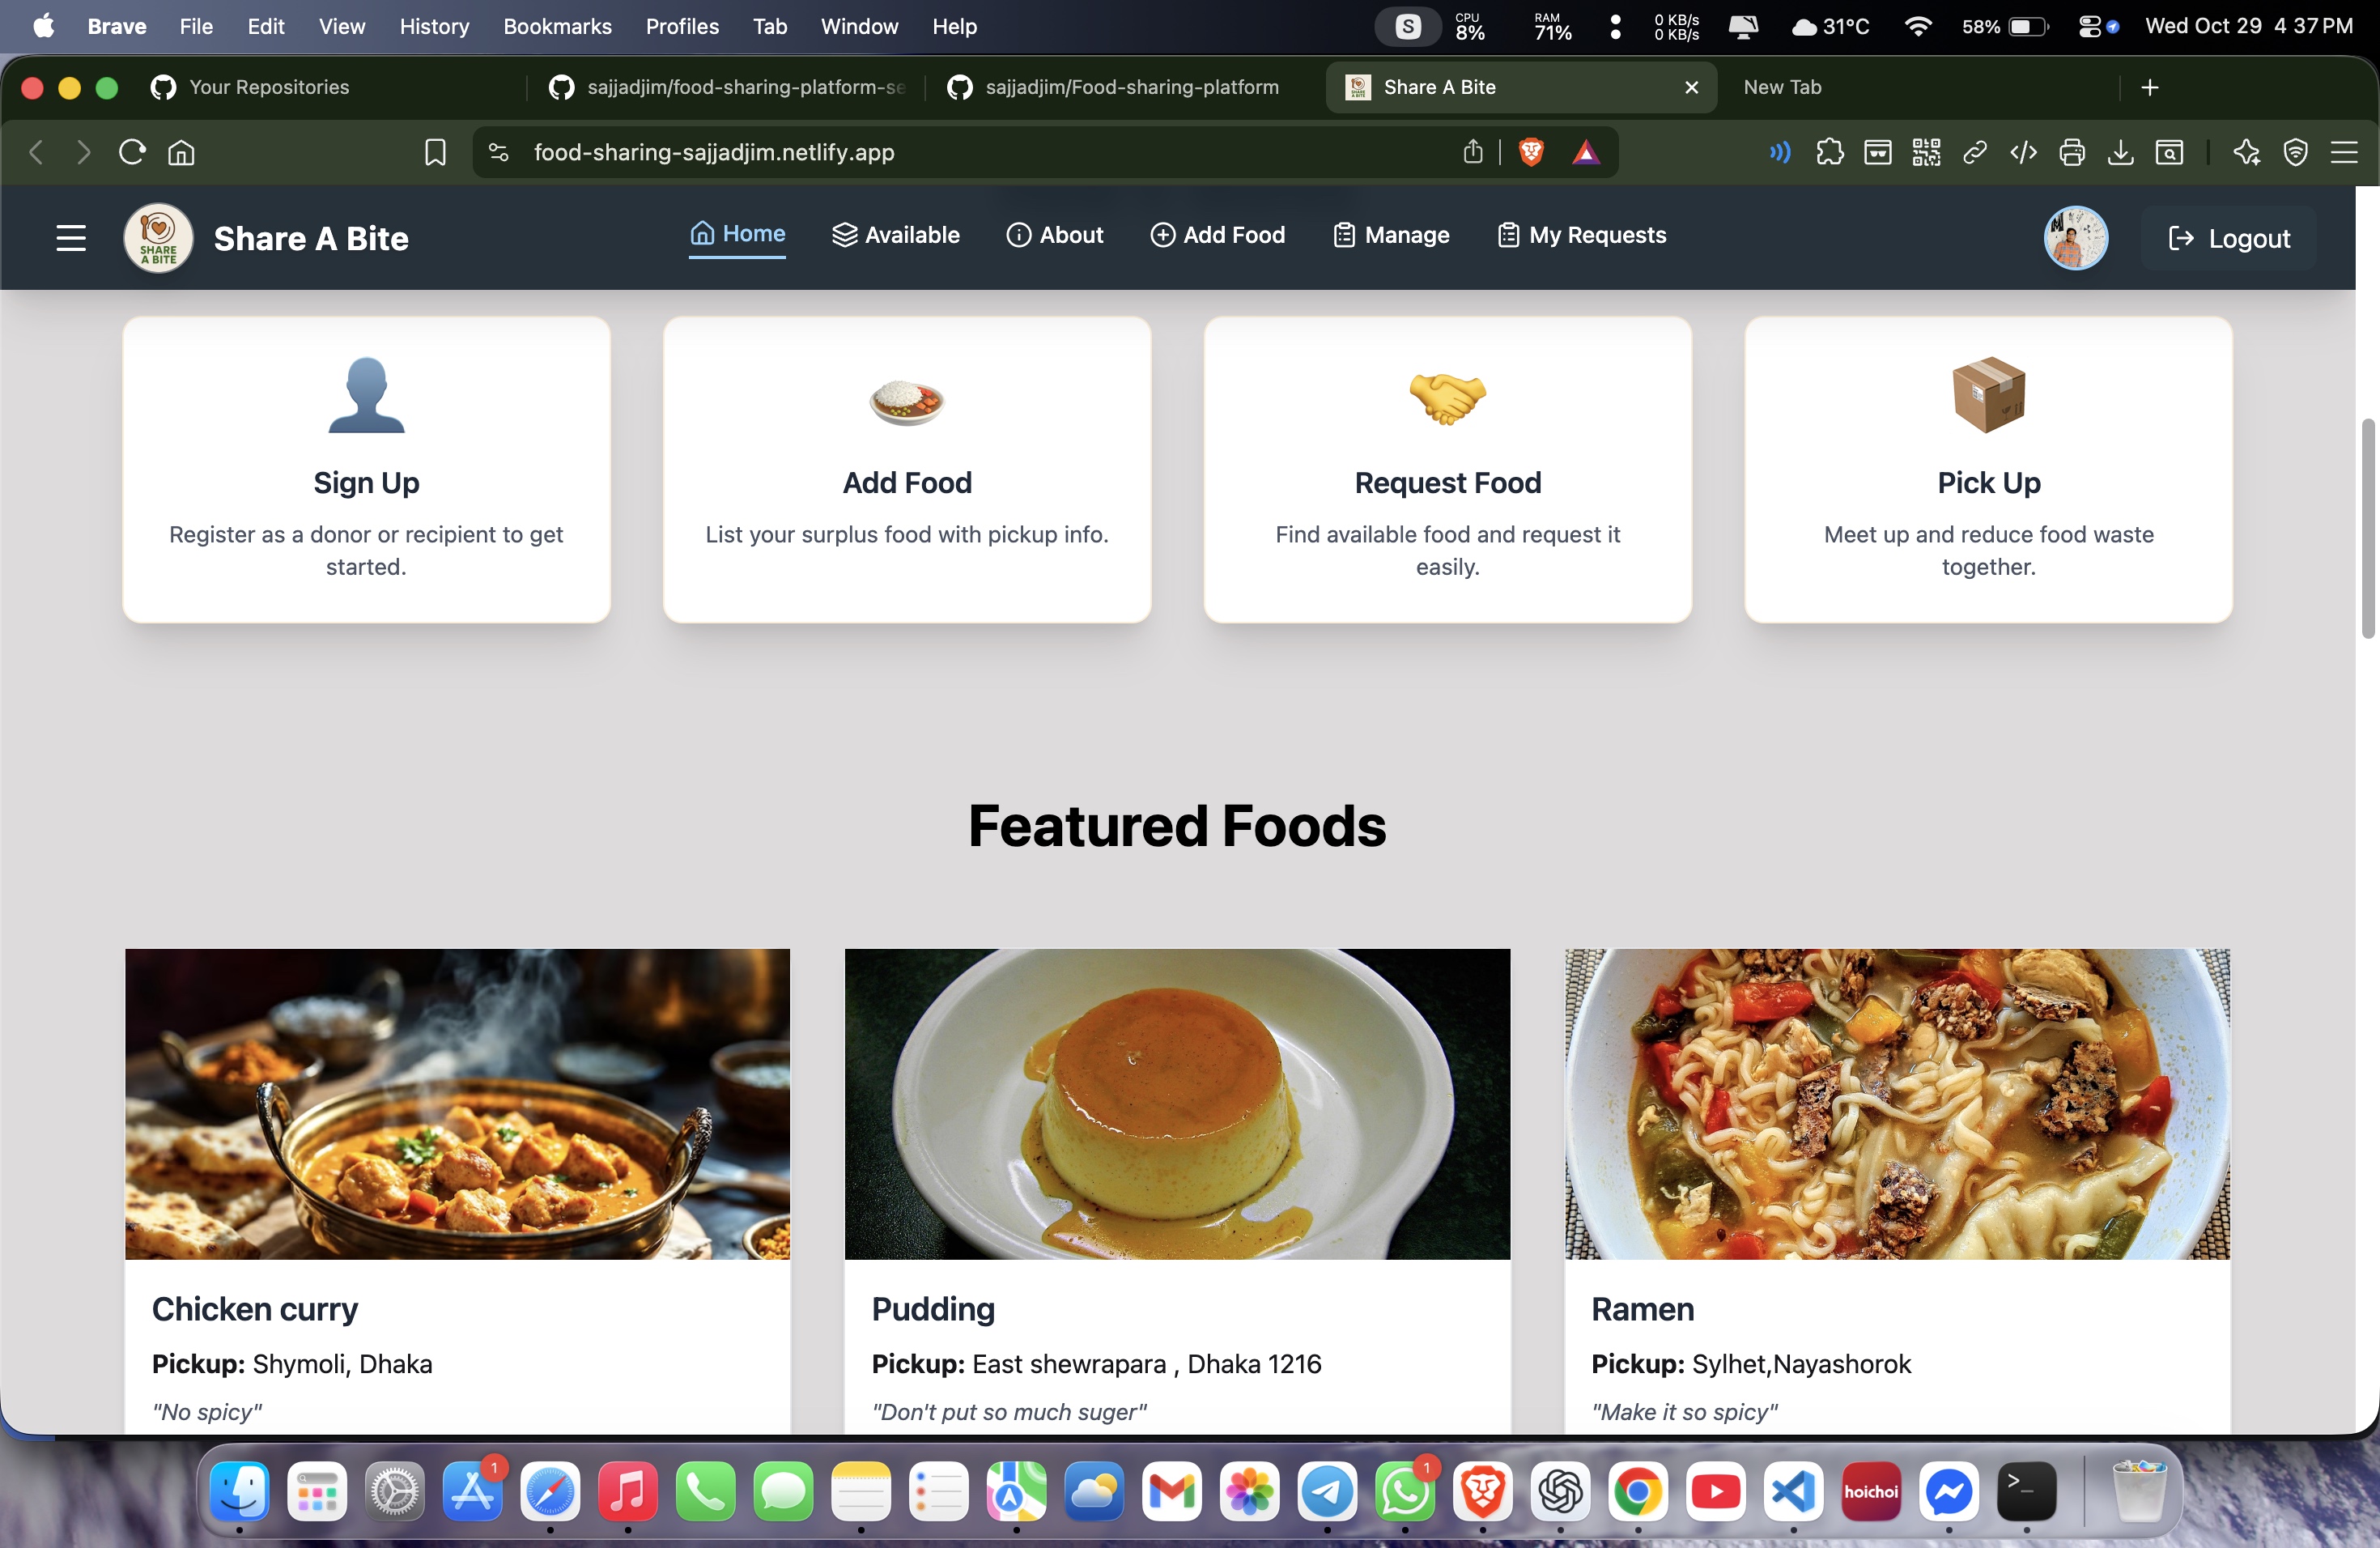 Brave File Edit View History Bookmarks Profiles Tab Window Help S CPU 8% RAM 71% 0 KB/s 0 KB/s 31°C 58% Wed Oct 29 4 37 PM
Your Repositories sajjadjim/food-sharing-platform-se sajjadjim/Food-sharing-platform Share A Bite New Tab
food-sharing-sajjadjim.netlify.app
SHARE A BITE Share A Bite Home Available About Add Food Manage My Requests Logout
Sign Up
Register as a donor or recipient to get
started.
Add Food
List your surplus food with pickup info.
Request Food
Find available food and request it
easily.
Pick Up
Meet up and reduce food waste
together.
Featured Foods
Chicken curry
Pickup: Shymoli, Dhaka
"No spicy"
Pudding
Pickup: East shewrapara , Dhaka 1216
"Don't put so much suger"
Ramen
Pickup: Sylhet,Nayashorok
"Make it so spicy"
1 1 hoichoi >_